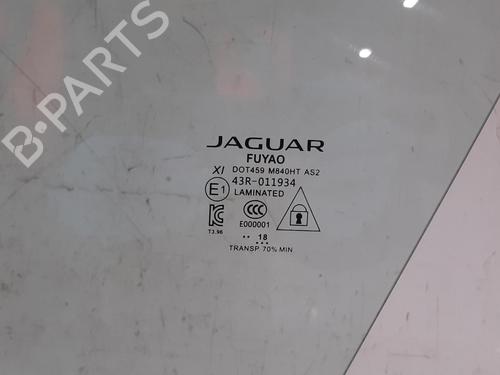 B-PARTS
JAGUAR
FUYAO
XI DOT459 M840HT AS2
43R-011934
E1 LAMINATED
CCC
T3.96 E000001
•• 18
•••
TRANSP 70% MIN